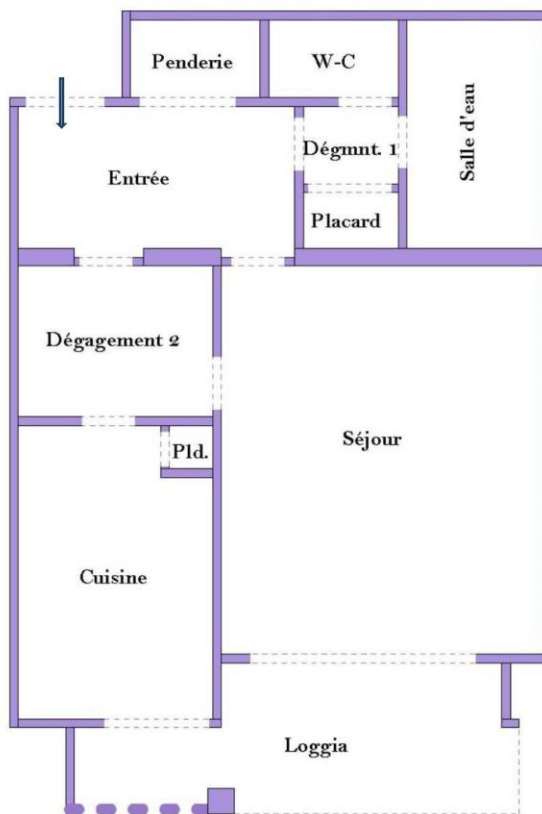 Penderie
W-C
Salle d'eau
Dégmnt. 1
Entrée
Placard
Dégagement 2
Séjour
Pld.
Cuisine
Loggia